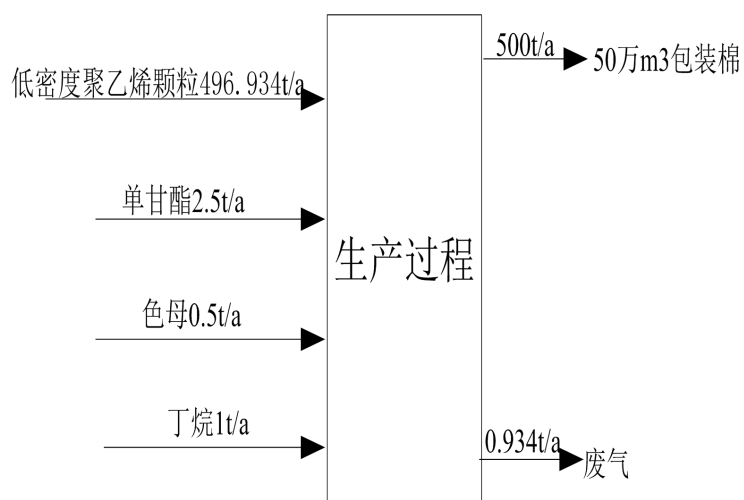 500t/a
50万m3包装棉
低密度聚乙烯颗粒496.934t/a
单甘酯2.5t/a
生产过程
色母0.5t/a
丁烷1t/a
0.934t/a
废气